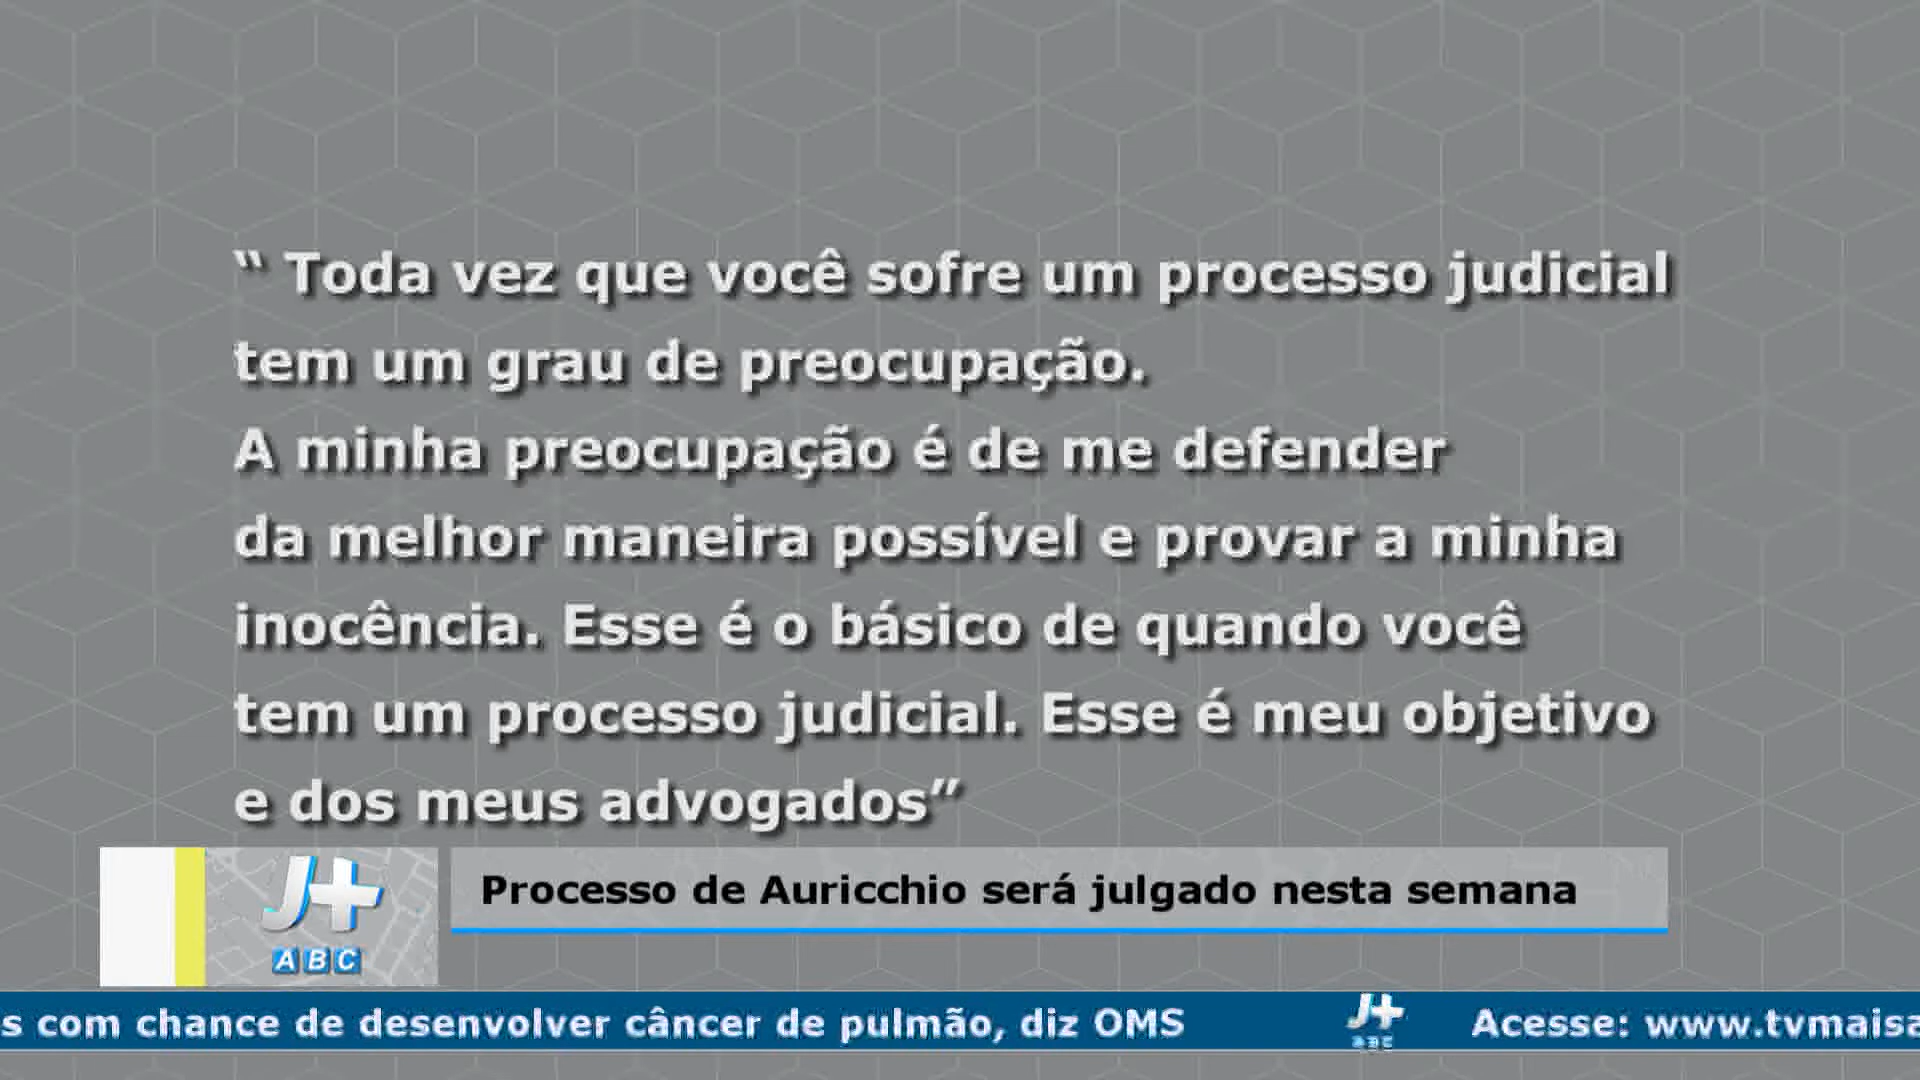 “ Toda vez que você sofre um processo judicial
tem um grau de preocupação.
A minha preocupação é de me defender
da melhor maneira possível e provar a minha
inocência. Esse é o básico de quando você
tem um processo judicial. Esse é meu objetivo
e dos meus advogados”
J+
ABC
Processo de Auricchio será julgado nesta semana
s com chance de desenvolver câncer de pulmão, diz OMS
J+
ABC
Acesse: www.tvmaisa